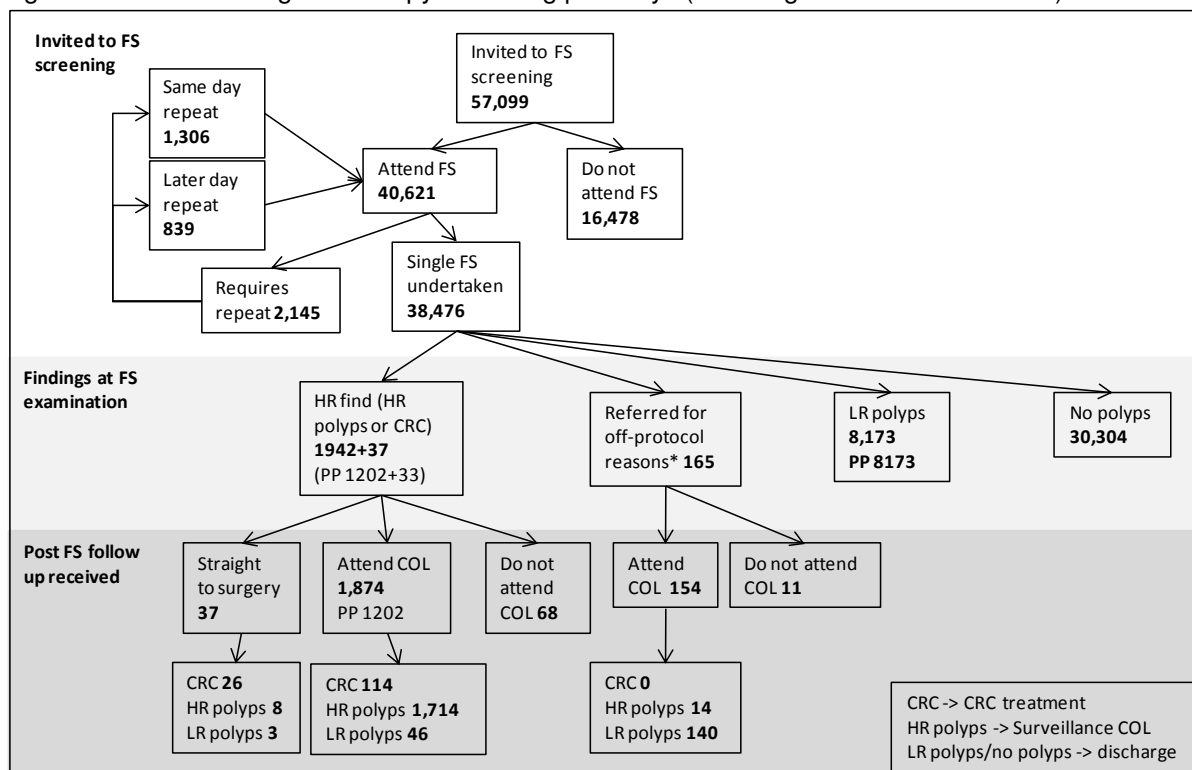 Invited to FS
screening
Invited to FS
screening
57,099
Same day
repeat
1,306
Attend FS
40,621
Do not
attend FS
16,478
Later day
repeat
839
Requires
repeat 2,145
Single FS
undertaken
38,476
Findings at FS
examination
HR find (HR
polyps or CRC)
1942+37
(PP 1202+33)
Referred for
off-protocol
reasons* 165
LR polyps
8,173
PP 8173
No polyps
30,304
Post FS follow
up received
Straight
to surgery
37
Attend COL
1,874
PP 1202
Do not
attend
COL 68
Attend
COL 154
Do not attend
COL 11
CRC 26
HR polyps 8
LR polyps 3
CRC 114
HR polyps 1,714
LR polyps 46
CRC 0
HR polyps 14
LR polyps 140
CRC -> CRC treatment
HR polyps -> Surveillance COL
LR polyps/no polyps -> discharge